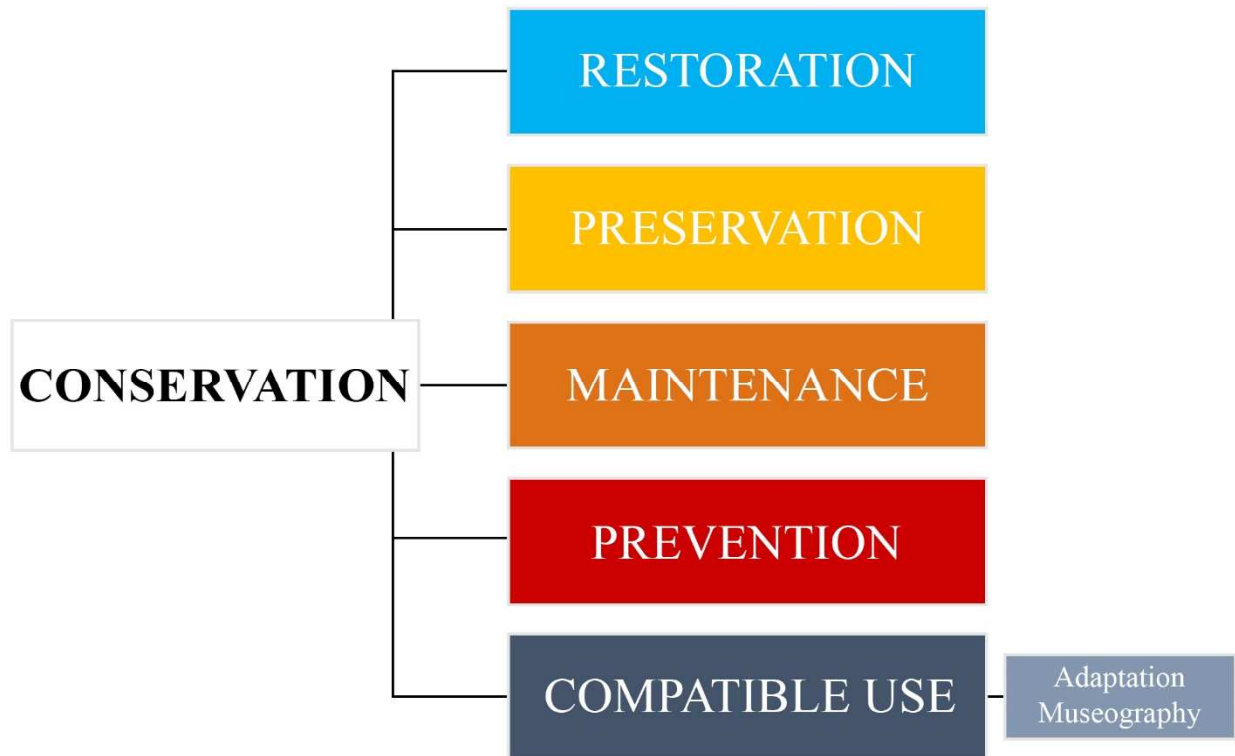 RESTORATION
PRESERVATION
CONSERVATION
MAINTENANCE
PREVENTION
COMPATIBLE USE
Adaptation
Museography